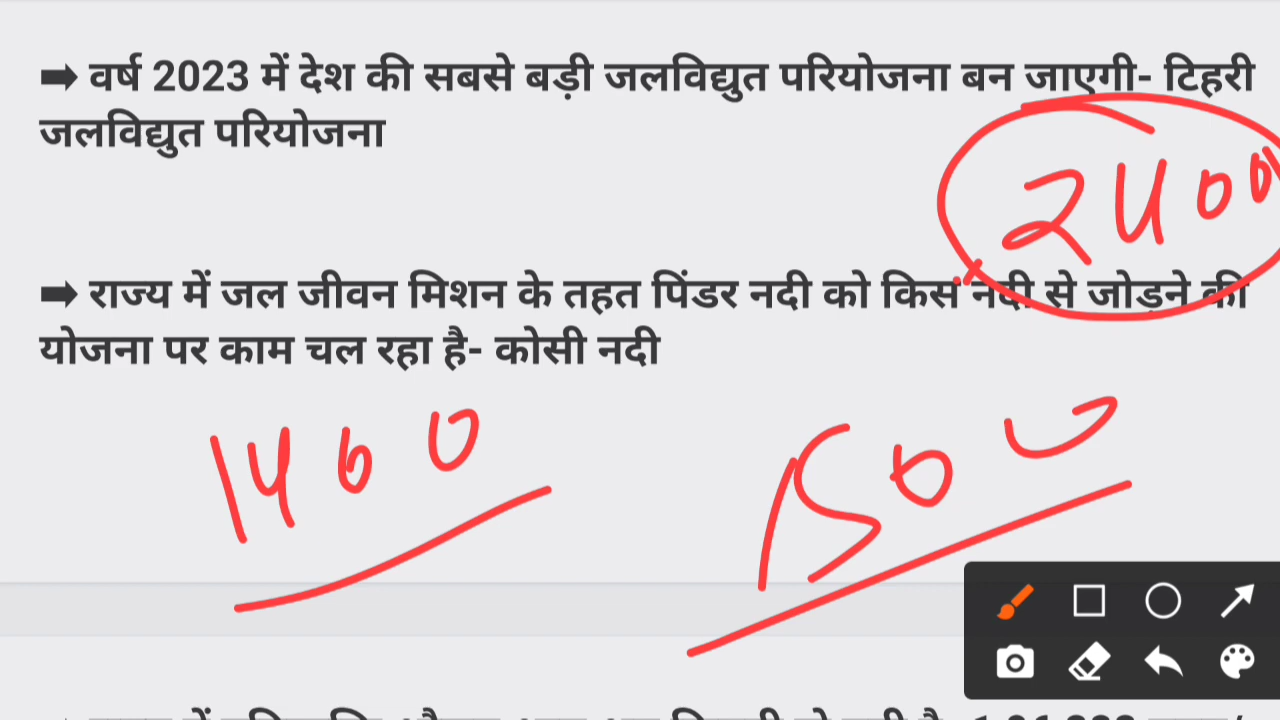 ➡ वर्ष 2023 में देश की सबसे बड़ी जलविद्युत परियोजना बन जाएगी- टिहरी
जलविद्युत परियोजना
2400
➡ राज्य में जल जीवन मिशन के तहत पिंडर नदी को किस नदी से जोड़ने की
योजना पर काम चल रहा है- कोसी नदी
1460 1500